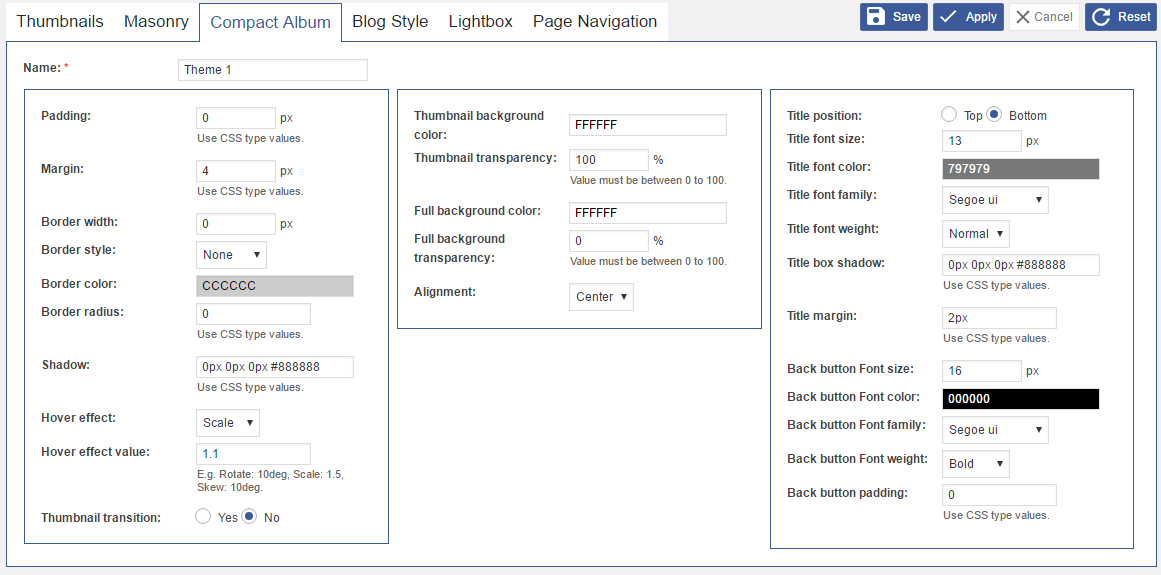 Thumbnails Masonry Compact Album Blog Style Lightbox Page Navigation Save Apply Cancel Reset
Name: * Theme 1
Padding: 0 px
Use CSS type values.
Margin: 4 px
Use CSS type values.
Border width: 0 px
Border style: None
Border color: CCCCCC
Border radius: 0
Use CSS type values.
Shadow: 0px 0px 0px #888888
Use CSS type values.
Hover effect: Scale
Hover effect value: 1.1
E.g. Rotate: 10deg, Scale: 1.5,
Skew: 10deg.
Thumbnail transition: Yes No
Thumbnail background
color: FFFFFF
Thumbnail transparency: 100 %
Value must be between 0 to 100.
Full background color: FFFFFF
Full background
transparency: 0 %
Value must be between 0 to 100.
Alignment: Center
Title position: Top Bottom
Title font size: 13 px
Title font color: 797979
Title font family: Segoe ui
Title font weight: Normal
Title box shadow: 0px 0px 0px #888888
Use CSS type values.
Title margin: 2px
Use CSS type values.
Back button Font size: 16 px
Back button Font color: 000000
Back button Font family: Segoe ui
Back button Font weight: Bold
Back button padding: 0
Use CSS type values.